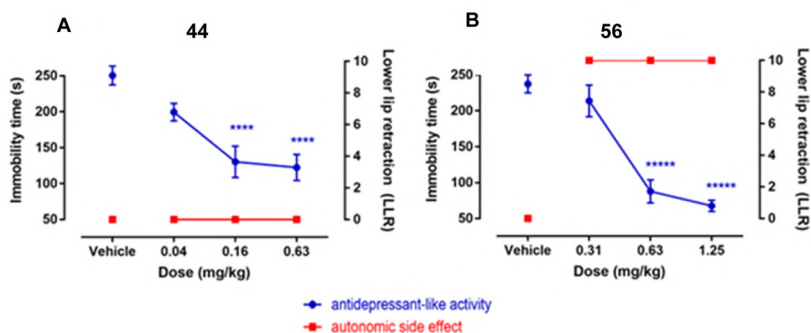 A
44
Immobility time (s)
250
200
150
100
50
****
****
10
8
6
4
2
0
Lower lip retraction (LLR)
Vehicle 0.04 0.16 0.63
Dose (mg/kg)
B
56
Immobility time (s)
250
200
150
100
50
*****
*****
10
8
6
4
2
0
Lower lip retraction (LLR)
Vehicle 0.31 0.63 1.25
Dose (mg/kg)
antidepressant-like activity
autonomic side effect